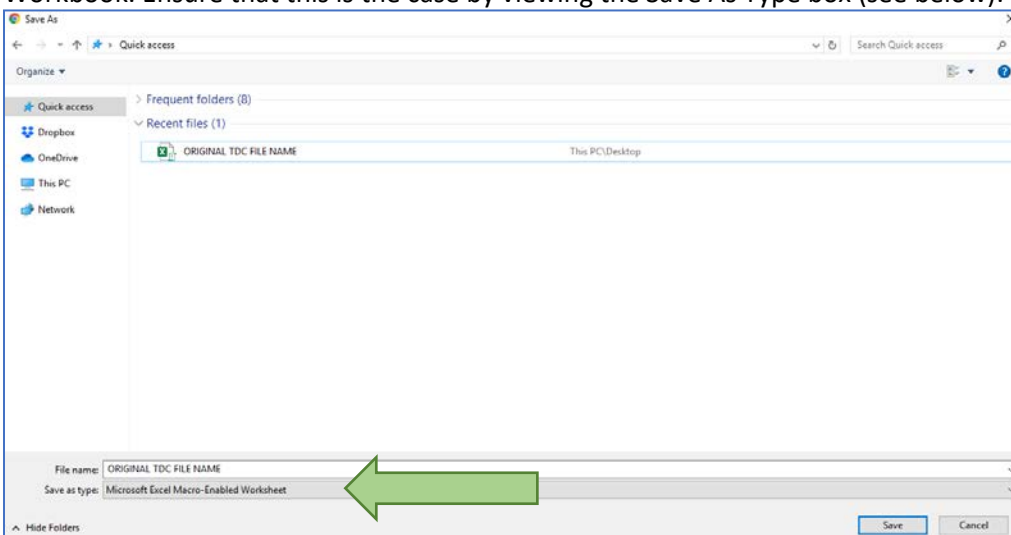 Workbook. Ensure that this is the case by viewing the Save As Type box (see below).
Save As
Quick access
Search Quick access
Organize
Quick access
Frequent folders (8)
Recent files (1)
Dropbox
ORIGINAL TDC FILE NAME This PC\Desktop
OneDrive
This PC
Network
File name: ORIGINAL TDC FILE NAME
Save as type: Microsoft Excel Macro-Enabled Worksheet
Hide Folders
Save Cancel